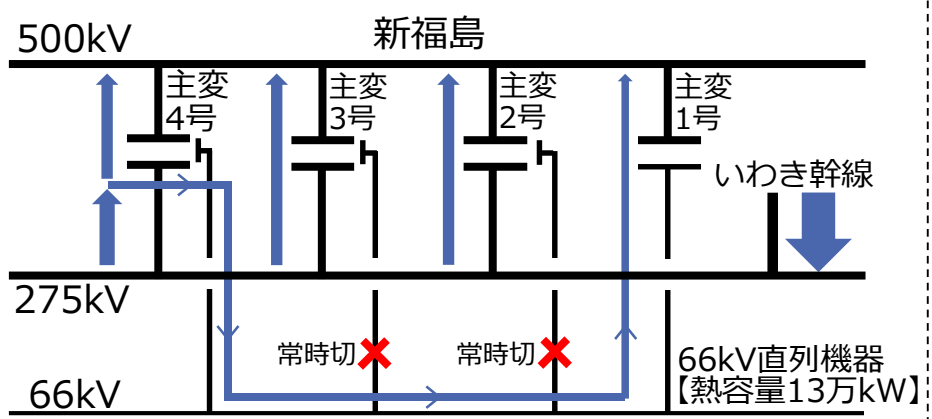 新福島
500kV
主変
4号
主変
3号
主変
2号
主変
1号
いわき幹線
275kV
常時切
常時切
66kV直列機器
【熱容量13万kW】
66kV